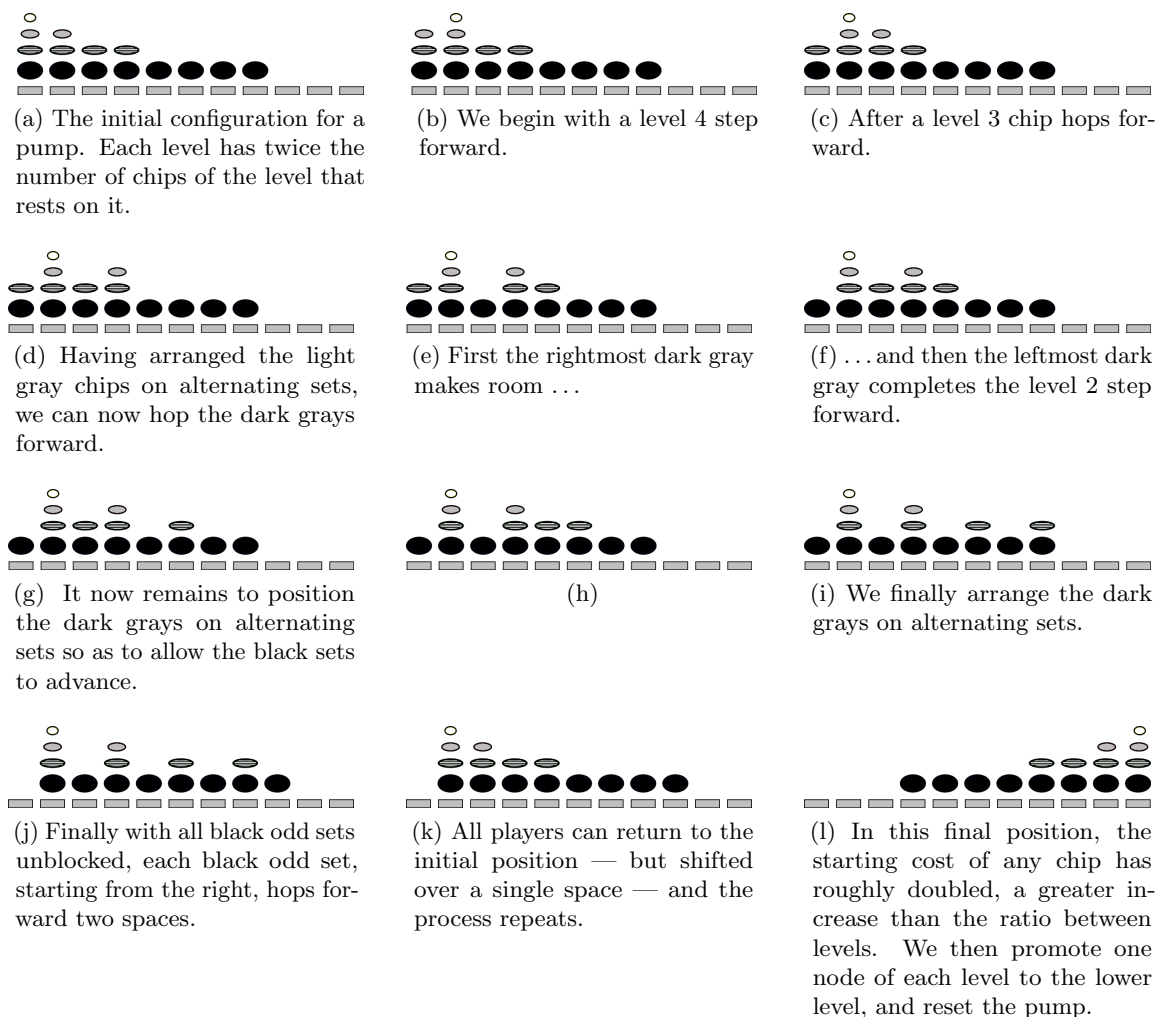 (a) The initial configuration for a
pump. Each level has twice the
number of chips of the level that
rests on it.
(b) We begin with a level 4 step
forward.
(c) After a level 3 chip hops for-
ward.
(d) Having arranged the light
gray chips on alternating sets,
we can now hop the dark grays
forward.
(e) First the rightmost dark gray
makes room ...
(f) ... and then the leftmost dark
gray completes the level 2 step
forward.
(g) It now remains to position
the dark grays on alternating
sets so as to allow the black sets
to advance.
(h)
(i) We finally arrange the dark
grays on alternating sets.
(j) Finally with all black odd sets
unblocked, each black odd set,
starting from the right, hops for-
ward two spaces.
(k) All players can return to the
initial position — but shifted
over a single space — and the
process repeats.
(l) In this final position, the
starting cost of any chip has
roughly doubled, a greater in-
crease than the ratio between
levels. We then promote one
node of each level to the lower
level, and reset the pump.